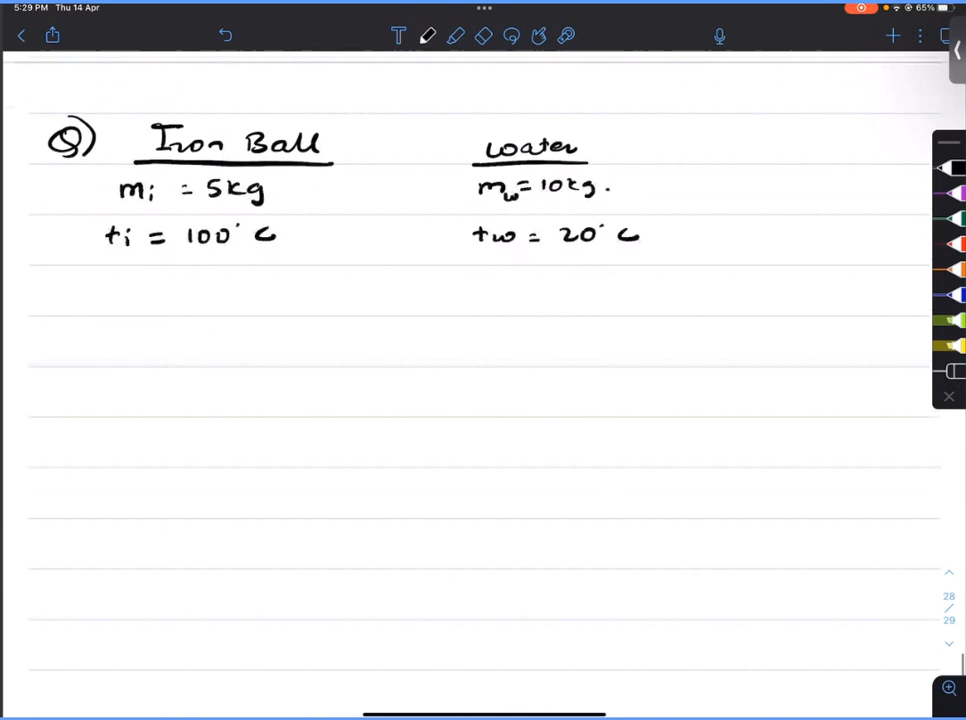 5:29 PM Thu 14 Apr
65%
Q) Iron Ball
water
mi = 5kg
mw = 10kg.
ti = 100° C
tw = 20° C
28
/
29